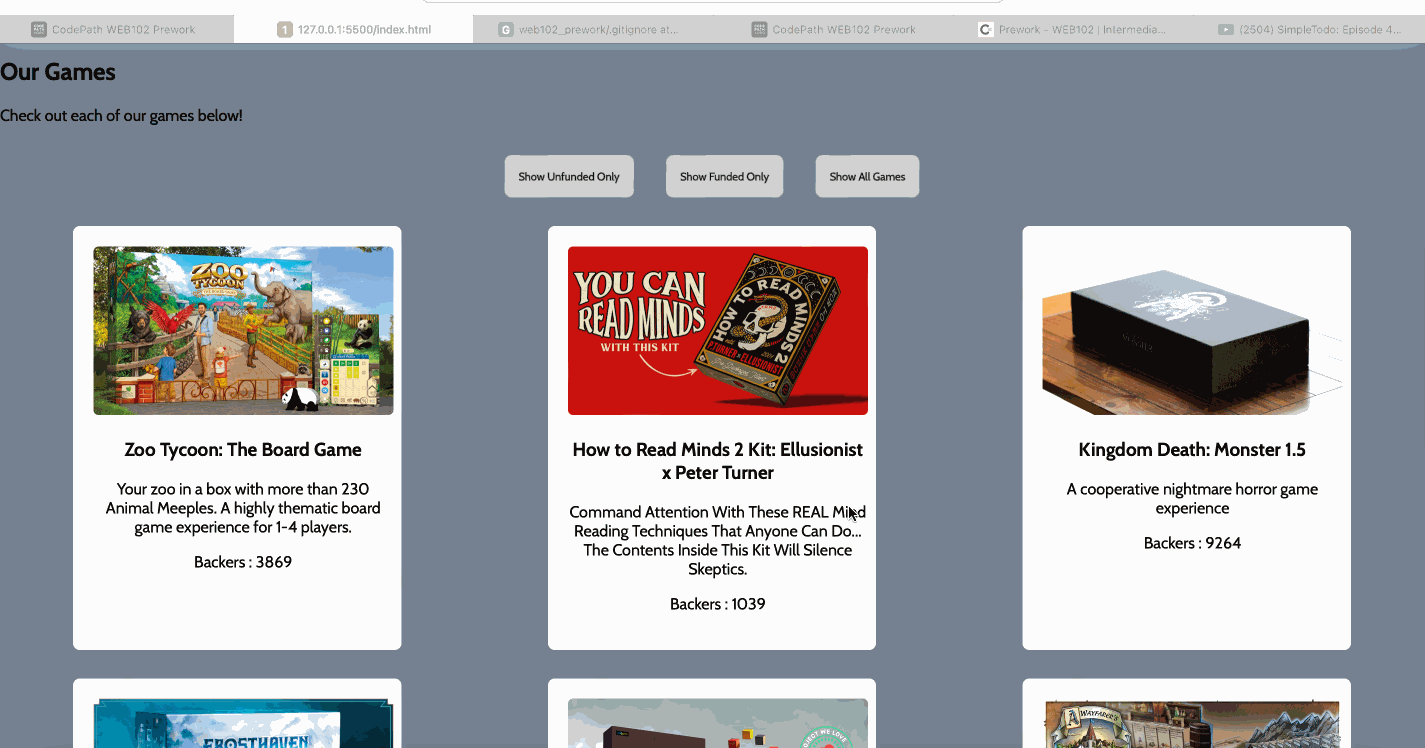 CodePath WEB102 Prework
1 127.0.0.1:5500/index.html
G web102_prework/.gitignore at...
CodePath WEB102 Prework
Prework - WEB102 | Intermedia...
(2504) SimpleTodo: Episode 4...
Our Games
Check out each of our games below!
Show Unfunded Only
Show Funded Only
Show All Games
ZOO
TYCOON
YOU CAN
READ MINDS
WITH THIS KIT
HOW TO READ MINDS 2
P.TURNER × ELLUSIONIST
Zoo Tycoon: The Board Game
Your zoo in a box with more than 230
Animal Meeples. A highly thematic board
game experience for 1-4 players.
Backers : 3869
How to Read Minds 2 Kit: Ellusionist
x Peter Turner
Command Attention With These REAL Mind
Reading Techniques That Anyone Can Do...
The Contents Inside This Kit Will Silence
Skeptics.
Backers : 1039
Kingdom Death: Monster 1.5
A cooperative nightmare horror game
experience
Backers : 9264
FROSTHAVEN
WE LOVE
WAYFARER'S